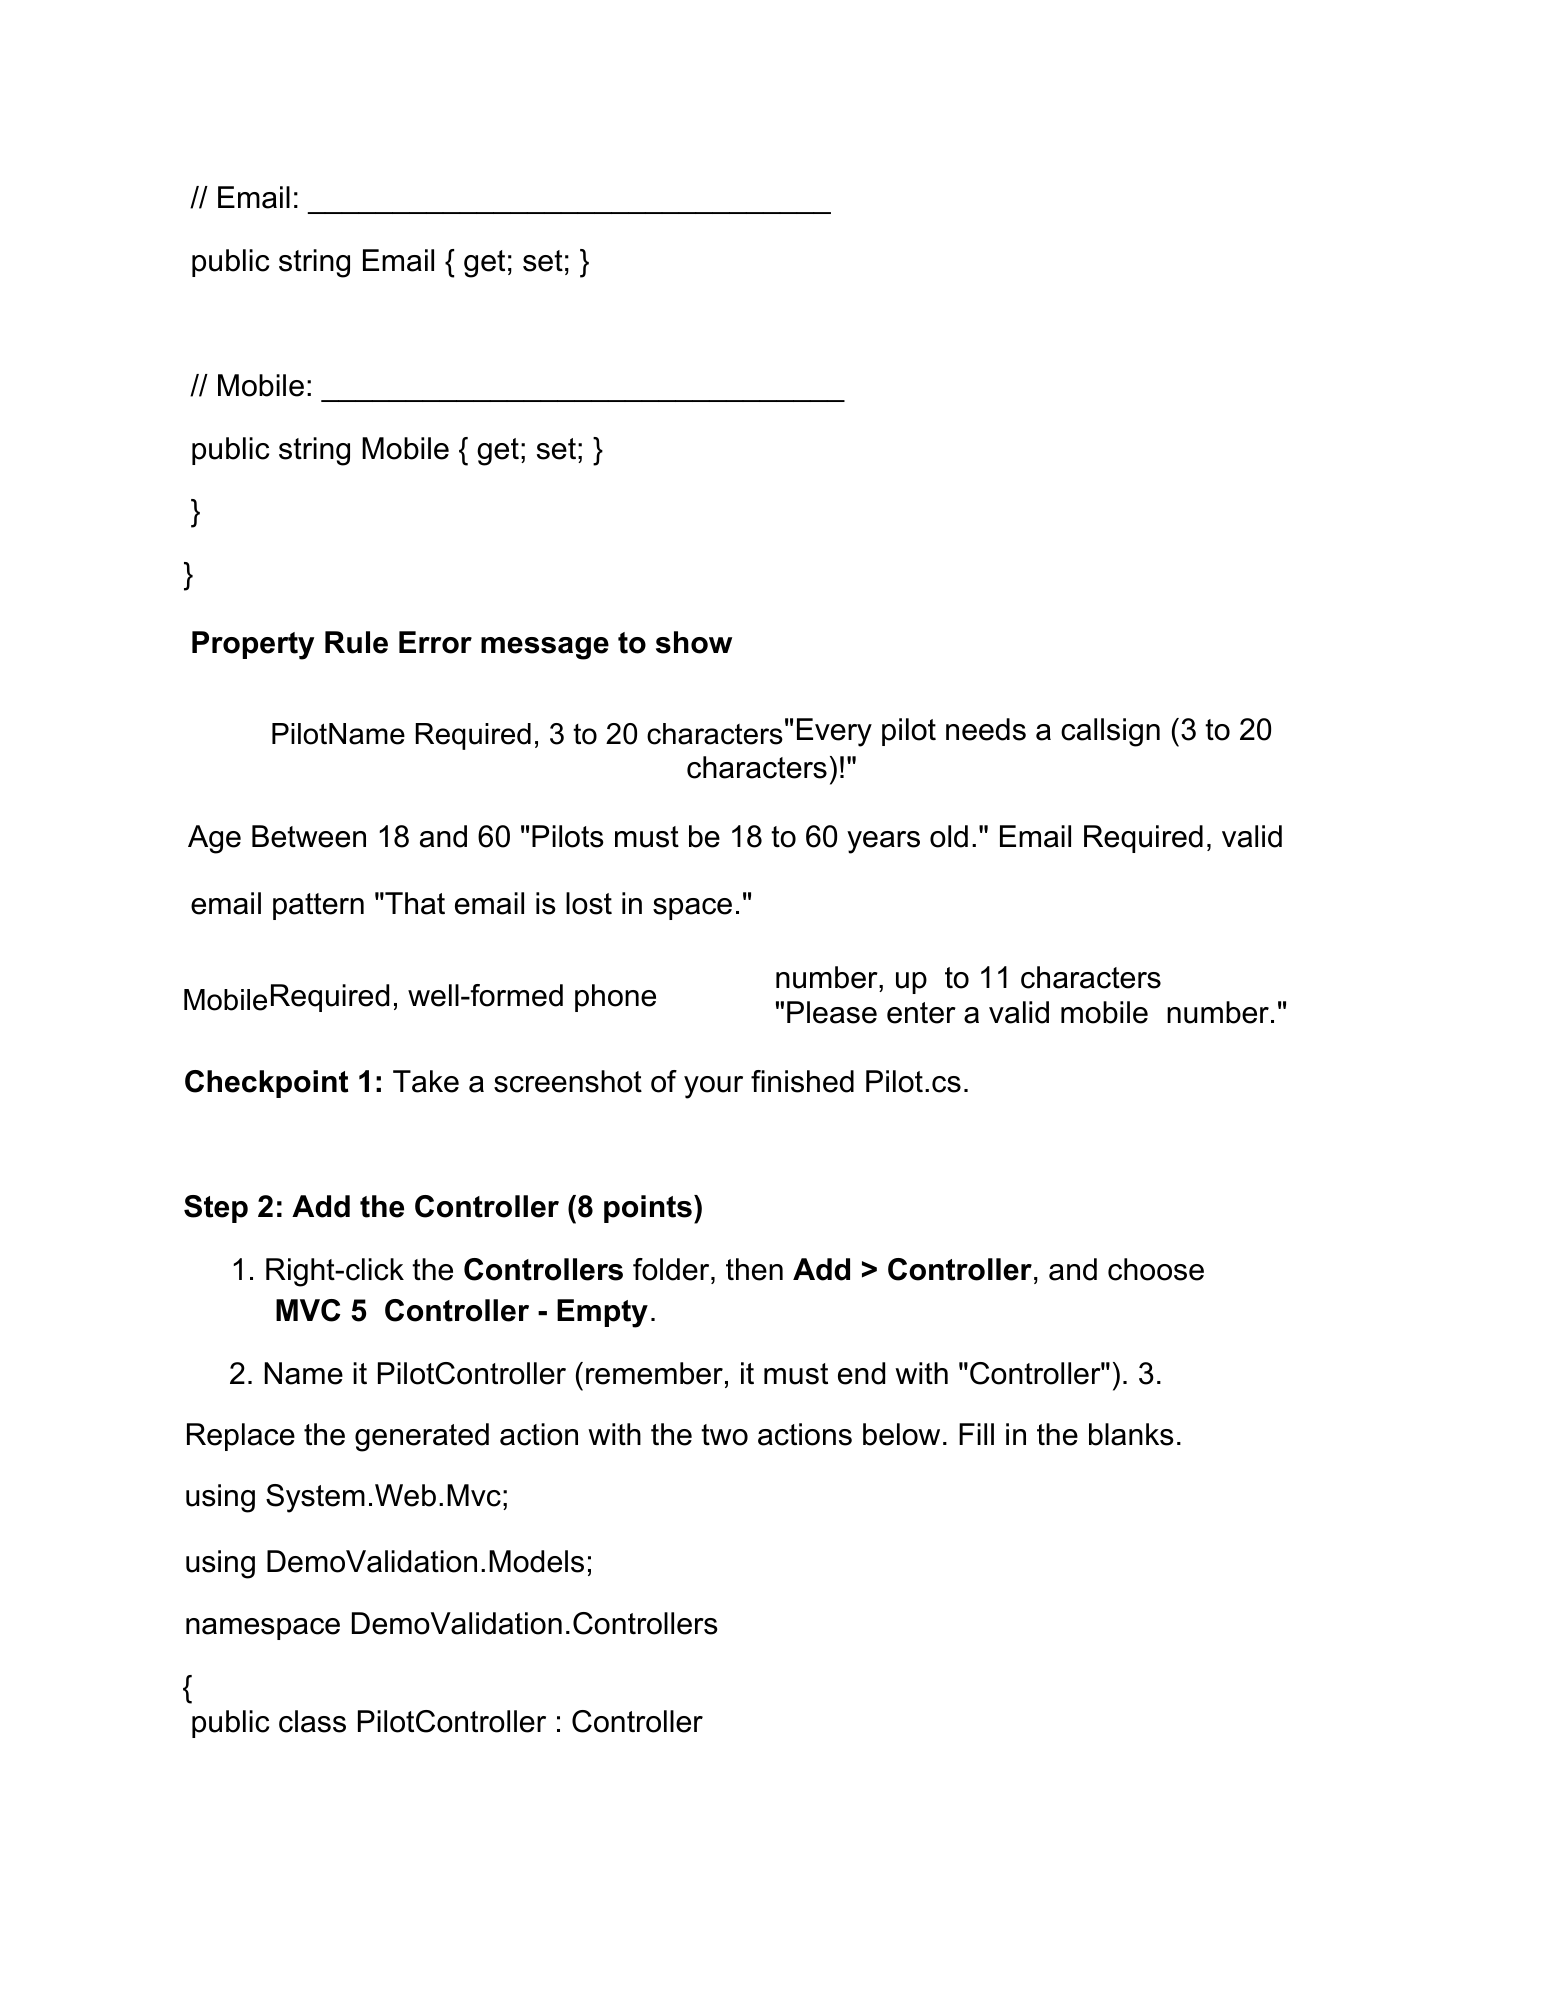 // Email: _______________________________
public string Email { get; set; }
// Mobile: _______________________________
public string Mobile { get; set; }
}
}
Property Rule Error message to show
PilotName Required, 3 to 20 characters"Every pilot needs a callsign (3 to 20
characters)!"
Age Between 18 and 60 "Pilots must be 18 to 60 years old." Email Required, valid
email pattern "That email is lost in space."
MobileRequired, well-formed phone
number, up to 11 characters
"Please enter a valid mobile number."
Checkpoint 1: Take a screenshot of your finished Pilot.cs.
Step 2: Add the Controller (8 points)
1. Right-click the Controllers folder, then Add > Controller, and choose
MVC 5 Controller - Empty.
2. Name it PilotController (remember, it must end with "Controller"). 3.
Replace the generated action with the two actions below. Fill in the blanks.
using System.Web.Mvc;
using DemoValidation.Models;
namespace DemoValidation.Controllers
{
public class PilotController : Controller